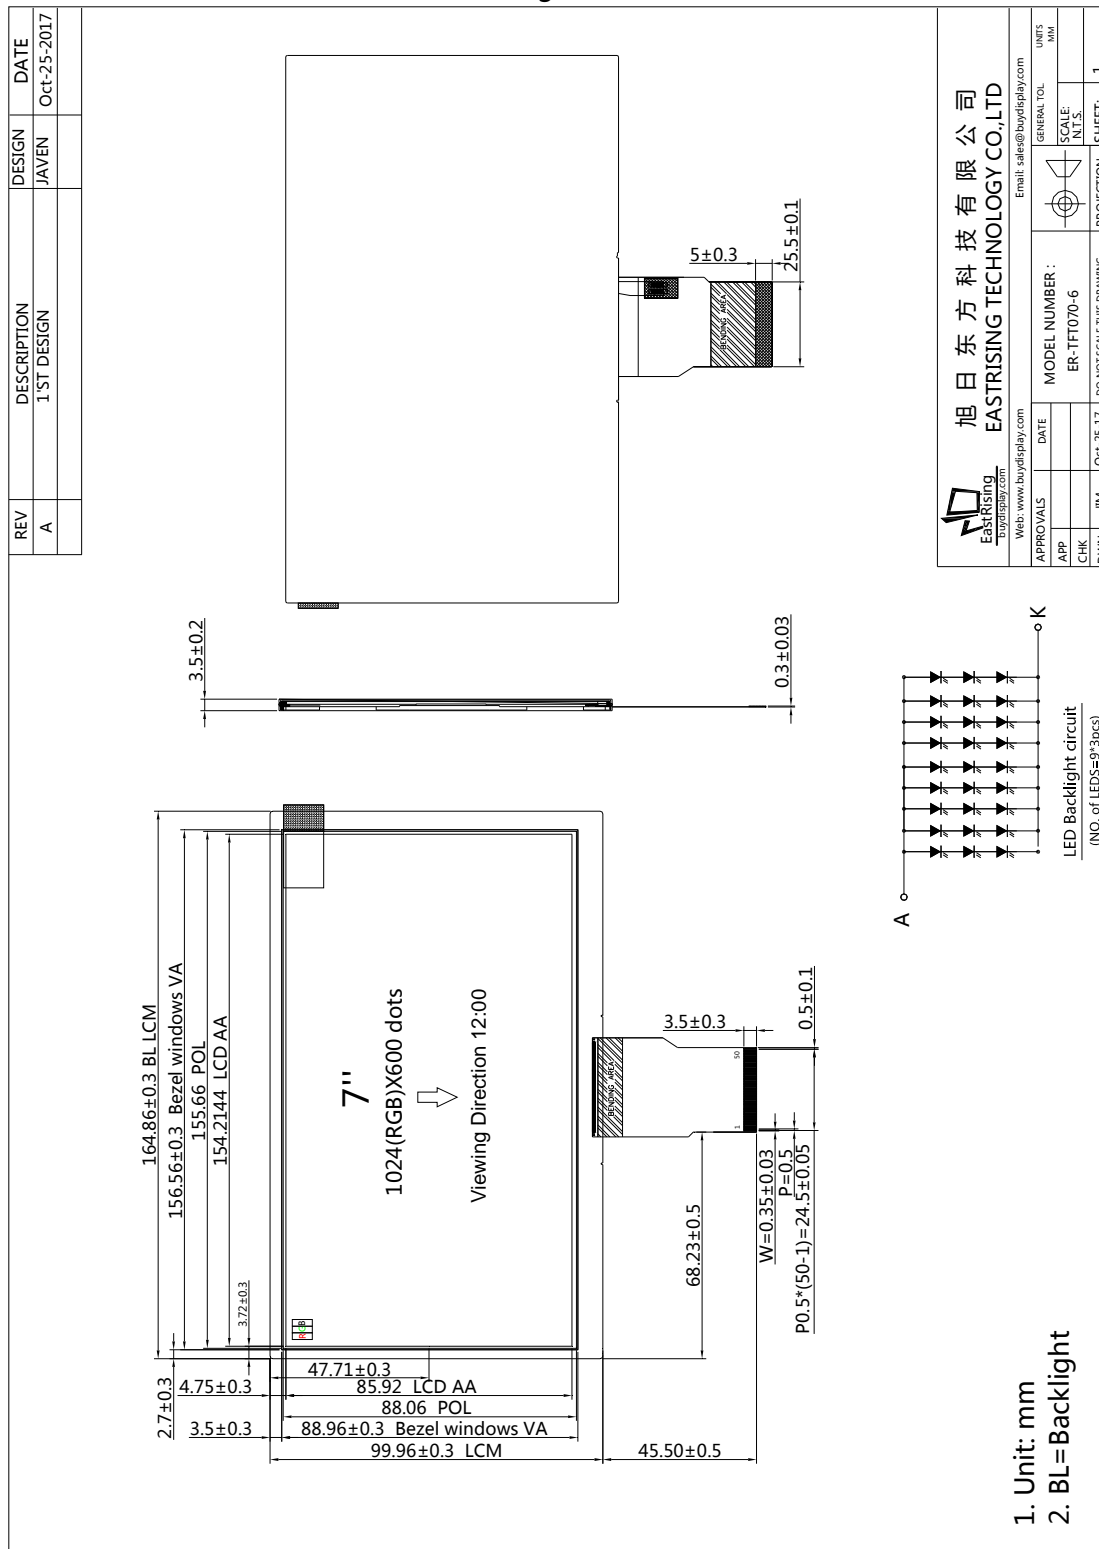 REV DESCRIPTION DESIGN DATE
A 1'ST DESIGN JAVEN Oct-25-2017
164.86±0.3 BL LCM
156.56±0.3 Bezel windows VA
155.66 POL
154.2144 LCD AA
3.72±0.3
2.7±0.3
4.75±0.3
3.5±0.3
47.71±0.3
85.92 LCD AA
88.06 POL
88.96±0.3 Bezel windows VA
99.96±0.3 LCM
45.50±0.5
RGB
7''
1024(RGB)X600 dots
Viewing Direction 12:00
BENDING AREA
3.5±0.3
0.5±0.1
1
50
68.23±0.5
W=0.35±0.03
P=0.5
P0.5*(50-1)=24.5±0.05
3.5±0.2
0.3±0.03
BENDING AREA
5±0.3
25.5±0.1
A
K
LED Backlight circuit
(NO. of LEDS=9*3pcs)
1. Unit: mm
2. BL=Backlight
EastRising
buydisplay.com
旭日东方科技有限公司
EASTRISING TECHNOLOGY CO.,LTD
Web: www.buydisplay.com Email: sales@buydisplay.com
APPROVALS DATE
APP
CHK
MODEL NUMBER :
ER-TFT070-6
GENERAL TOL. UNITS
MM
SCALE:
N.T.S.